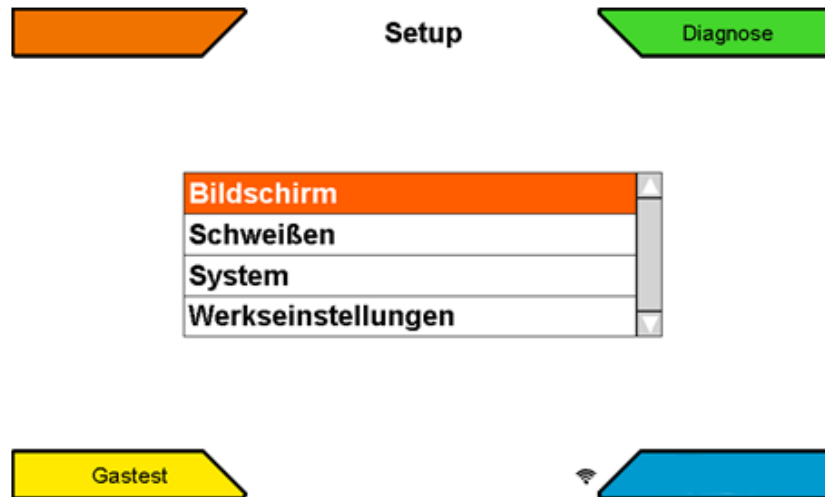 Setup
Diagnose
Bildschirm
Schweißen
System
Werkseinstellungen
Gastest